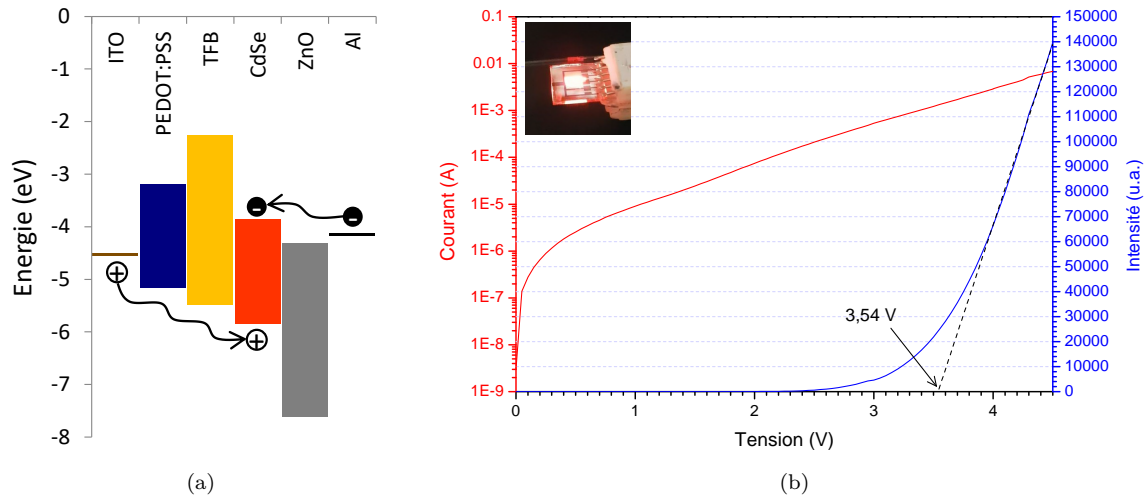 0
-1
-2
-3
-4
-5
-6
-7
-8
Energie (eV)
ITO
PEDOT:PSS
TFB
CdSe
ZnO
Al
-
-
+
+
(a)
0.1
0.01
1E-3
1E-4
1E-5
1E-6
1E-7
1E-8
1E-9
Courant (A)
3,54 V
0
1
2
3
4
Tension (V)
150000
140000
130000
120000
110000
100000
90000
80000
70000
60000
50000
40000
30000
20000
10000
0
Intensité (u.a.)
(b)